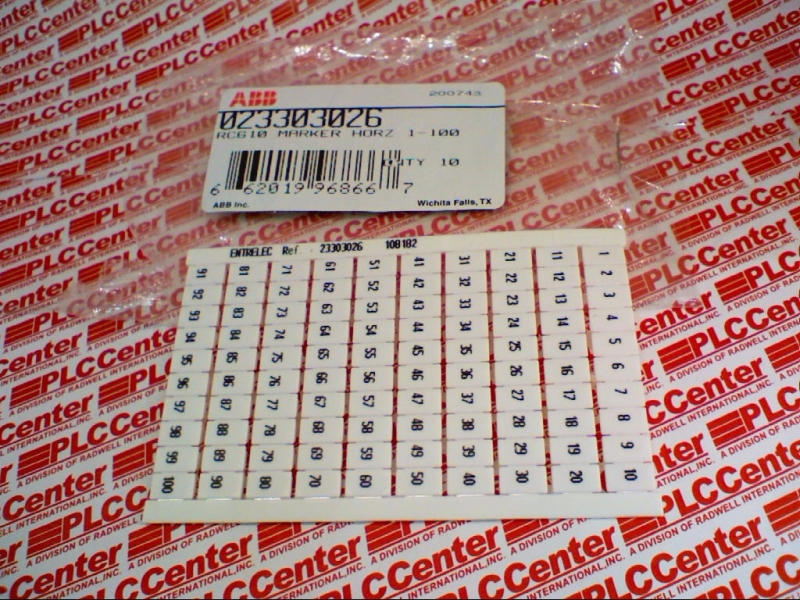 ABB
200743
023303026
RC610 MARKER HORZ 1-100
QNTY 10
6 62019 96866 7
ABB Inc.
Wichita Falls, TX
ENTRELEC Ref. 23303026 108182
91 81 71 61 51 41 31 21 11 1
92 82 72 62 52 42 32 22 12 2
93 83 73 63 53 43 33 23 13 3
94 84 74 64 54 44 34 24 14 4
95 85 75 65 55 45 35 25 15 5
96 86 76 66 56 46 36 26 16 6
97 87 77 67 57 47 37 27 17 7
98 88 78 68 58 48 38 28 18 8
99 89 79 69 59 49 39 29 19 9
100 90 80 70 60 50 40 30 20 10
PLCCenter
A DIVISION OF RADWELL INTERNATIONAL, INC.